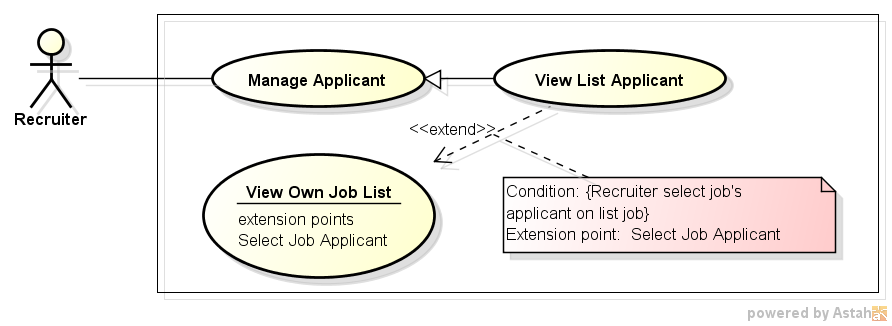 Recruiter
Manage Applicant
View List Applicant
<<extend>>
View Own Job List
extension points
Select Job Applicant
Condition: {Recruiter select job's
applicant on list job}
Extension point:  Select Job Applicant
powered by Astah